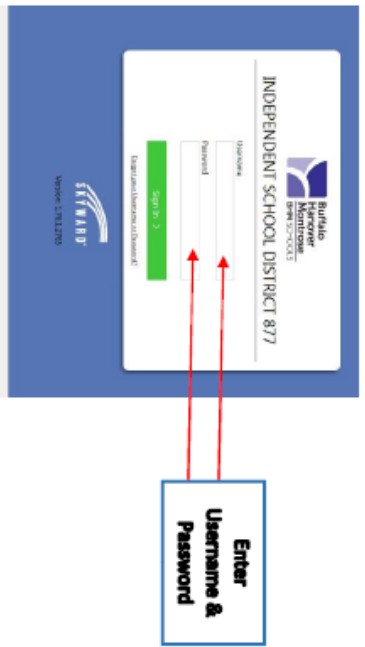 Buffalo
Hanover
Montrose
BHM SCHOOLS
INDEPENDENT SCHOOL DISTRICT 877
Username
Password
Sign In
Forgot your Username or Password?
SKYWARD
Enter
Username &
Password